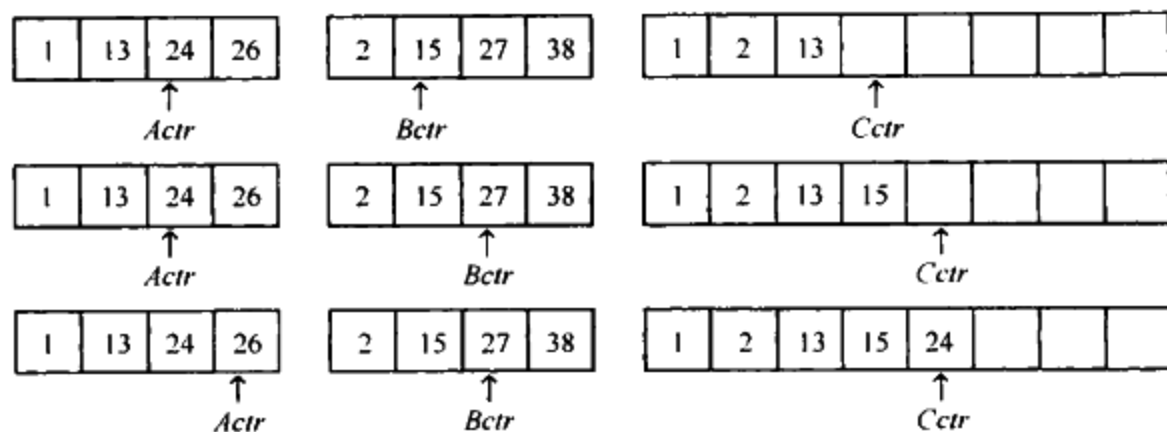 1 13 24 26 2 15 27 38 1 2 13
Actr Bctr Cctr
1 13 24 26 2 15 27 38 1 2 13 15
Actr Bctr Cctr
1 13 24 26 2 15 27 38 1 2 13 15 24
Actr Bctr Cctr